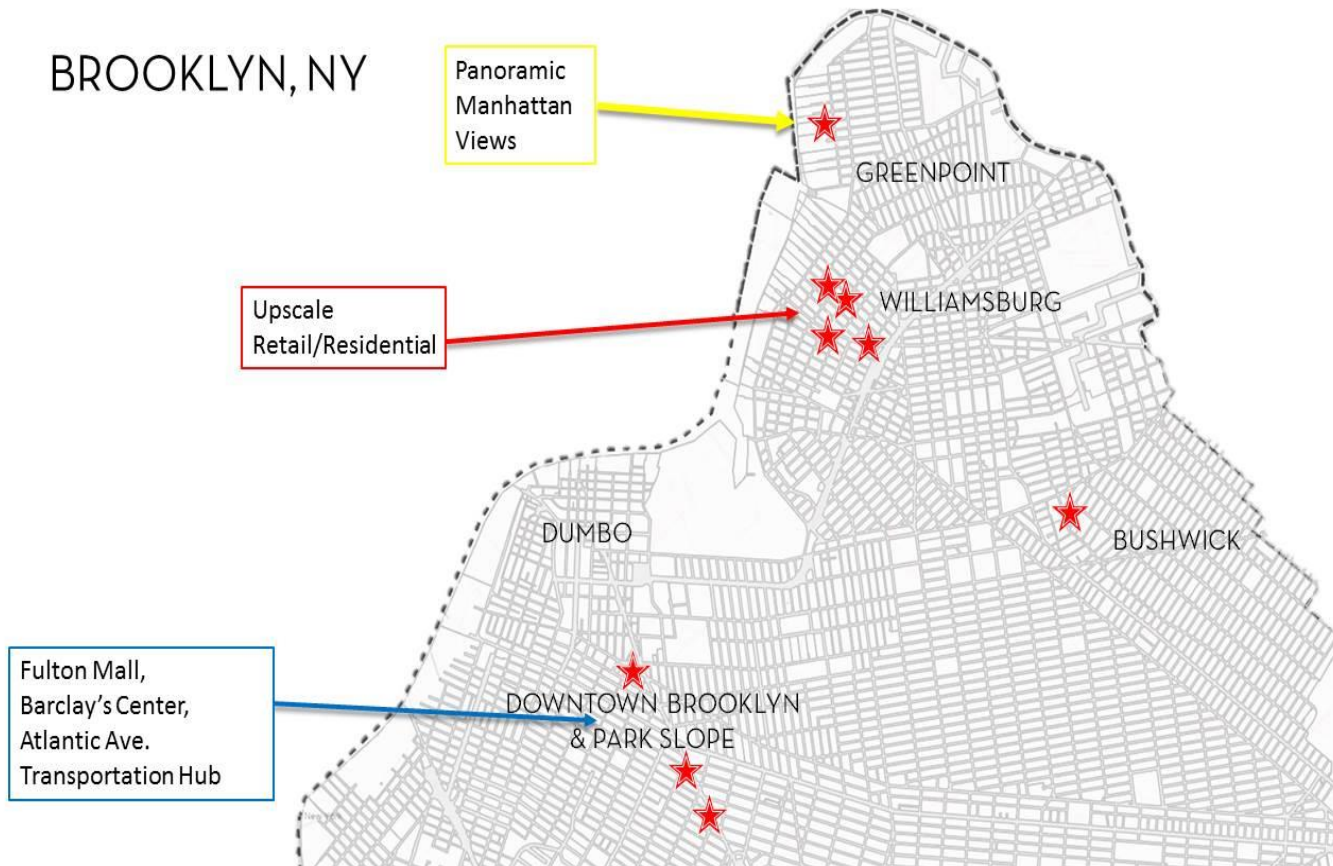 BROOKLYN, NY
Panoramic
Manhattan
Views
GREENPOINT
Upscale
Retail/Residential
WILLIAMSBURG
DUMBO
BUSHWICK
Fulton Mall,
Barclay's Center,
Atlantic Ave.
Transportation Hub
DOWNTOWN BROOKLYN
& PARK SLOPE